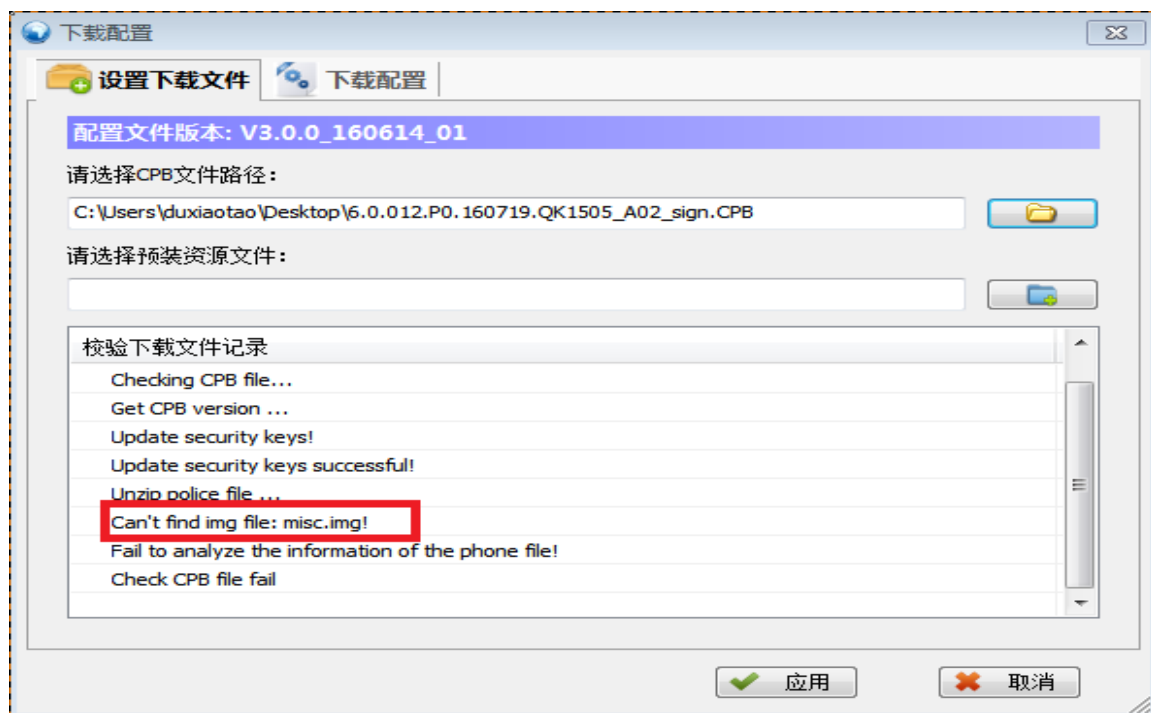 下载配置
设置下载文件
下载配置
配置文件版本: V3.0.0_160614_01
请选择CPB文件路径:
C:\Users\duxiaotao\Desktop\6.0.012.P0.160719.QK1505_A02_sign.CPB
请选择预装资源文件:
校验下载文件记录
Checking CPB file...
Get CPB version ...
Update security keys!
Update security keys successful!
Unzip police file ...
Can't find img file: misc.img!
Fail to analyze the information of the phone file!
Check CPB file fail
应用
取消